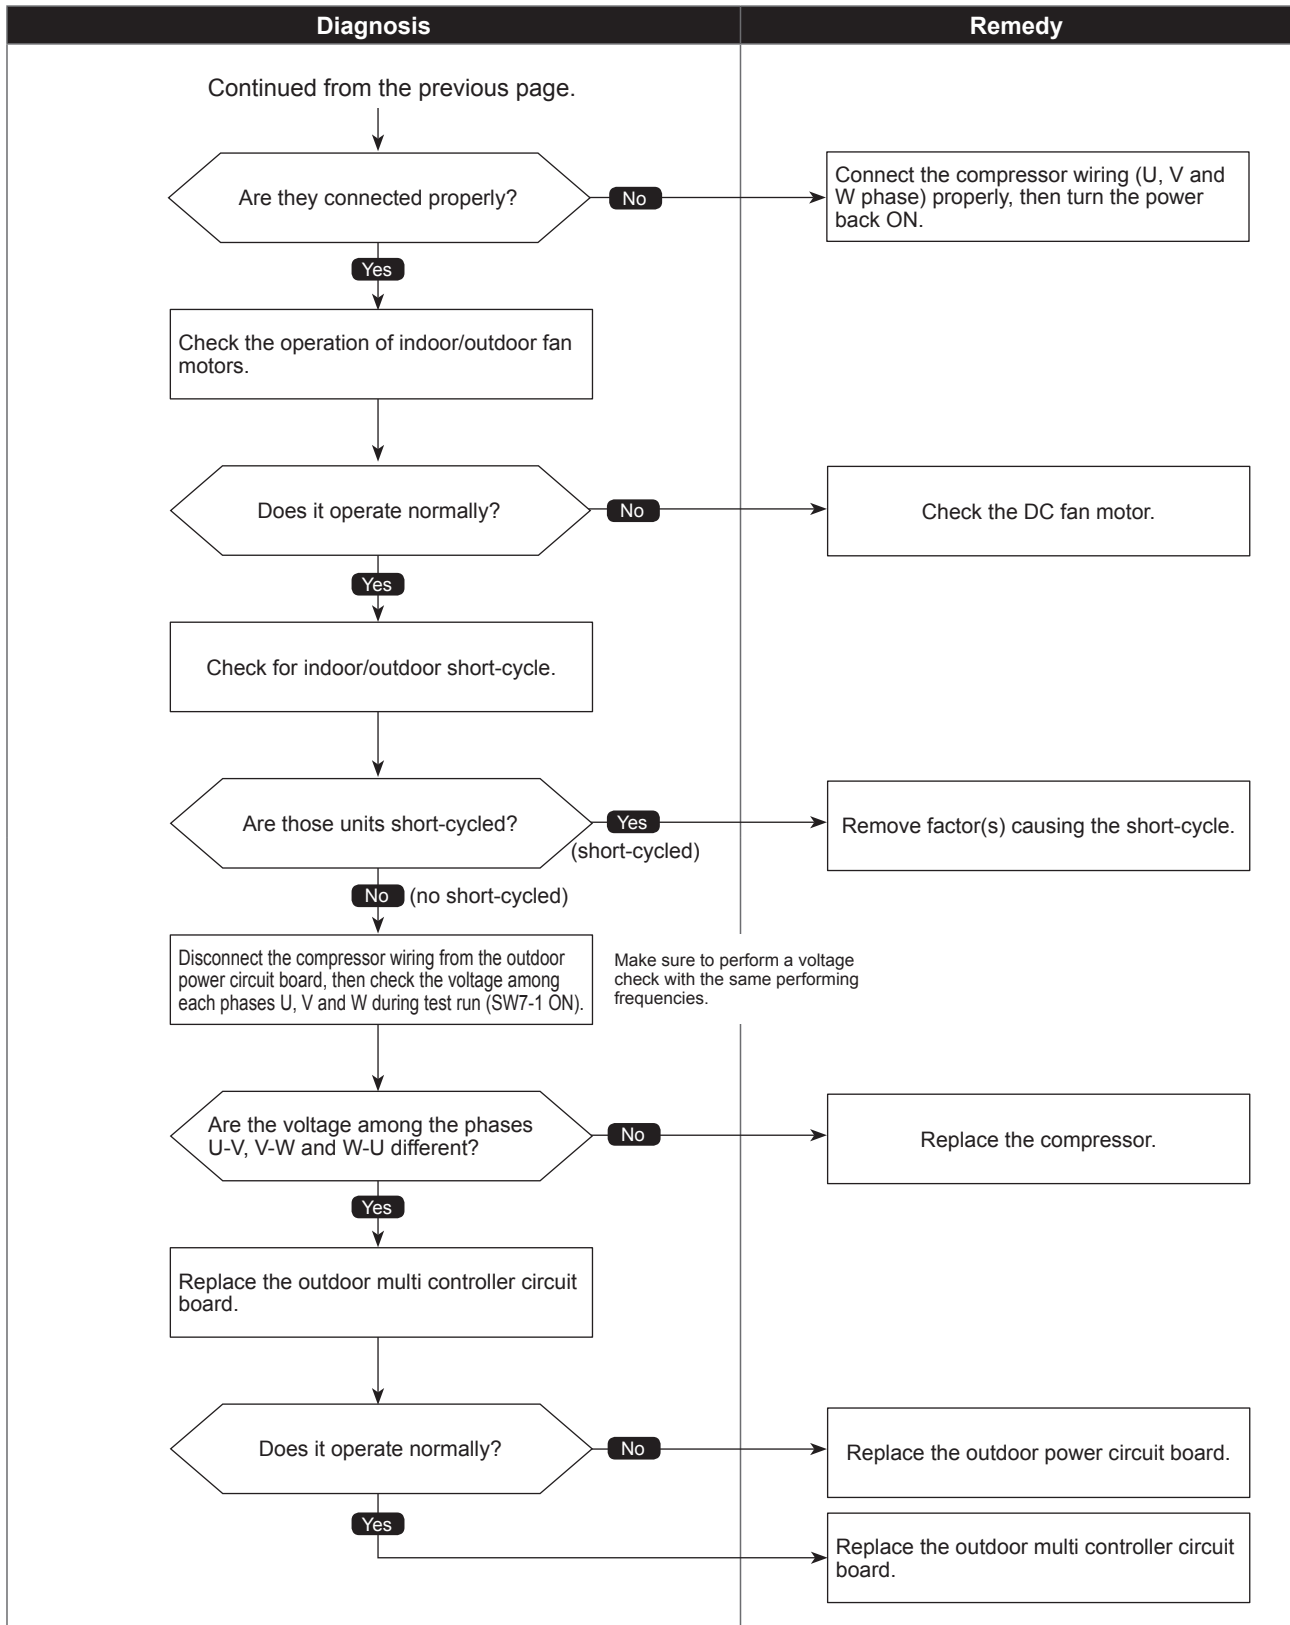 Diagnosis
Remedy
Continued from the previous page.
Are they connected properly?
No
Connect the compressor wiring (U, V and
W phase) properly, then turn the power
back ON.
Yes
Check the operation of indoor/outdoor fan
motors.
Does it operate normally?
No
Check the DC fan motor.
Yes
Check for indoor/outdoor short-cycle.
Are those units short-cycled?
Yes
(short-cycled)
Remove factor(s) causing the short-cycle.
No (no short-cycled)
Disconnect the compressor wiring from the outdoor
power circuit board, then check the voltage among
each phases U, V and W during test run (SW7-1 ON).
Make sure to perform a voltage
check with the same performing
frequencies.
Are the voltage among the phases
U-V, V-W and W-U different?
No
Replace the compressor.
Yes
Replace the outdoor multi controller circuit
board.
Does it operate normally?
No
Replace the outdoor power circuit board.
Yes
Replace the outdoor multi controller circuit
board.